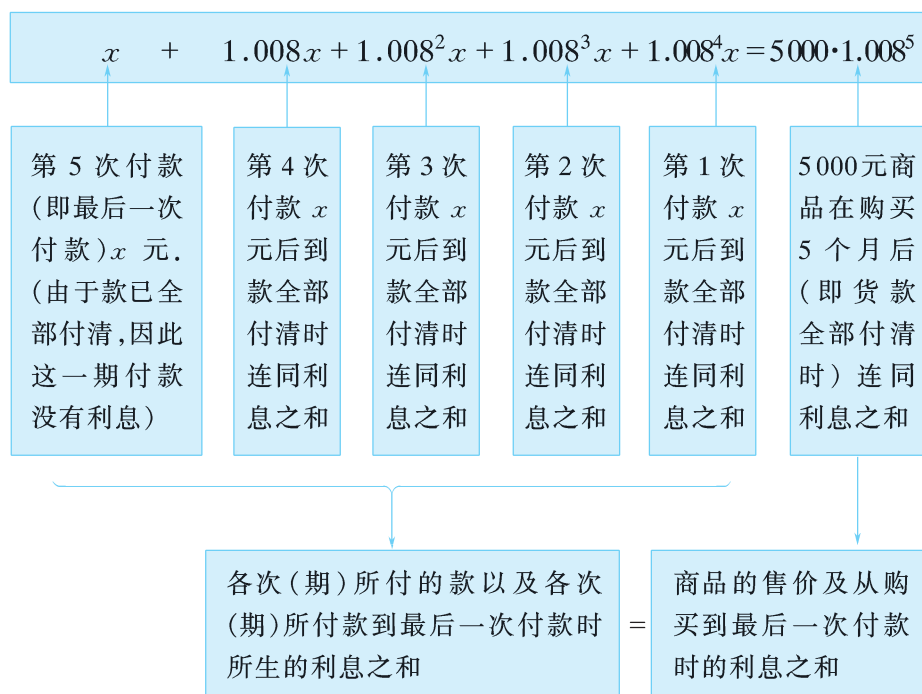 x + 1.008x + 1.008²x + 1.008³x + 1.008⁴x = 5000·1.008⁵
第 5 次付款
(即最后一次
付款)x 元.
(由于款已全
部付清,因此
这一期付款
没有利息)
第 4 次
付款 x
元后到
款全部
付清时
连同利
息之和
第 3 次
付款 x
元后到
款全部
付清时
连同利
息之和
第 2 次
付款 x
元后到
款全部
付清时
连同利
息之和
第 1 次
付款 x
元后到
款全部
付清时
连同利
息之和
5000元商
品在购买
5 个月后
(即货款
全部付清
时) 连同
利息之和
各次(期)所付的款以及各次
(期)所付款到最后一次付款时
所生的利息之和
=
商品的售价及从购
买到最后一次付款
时的利息之和